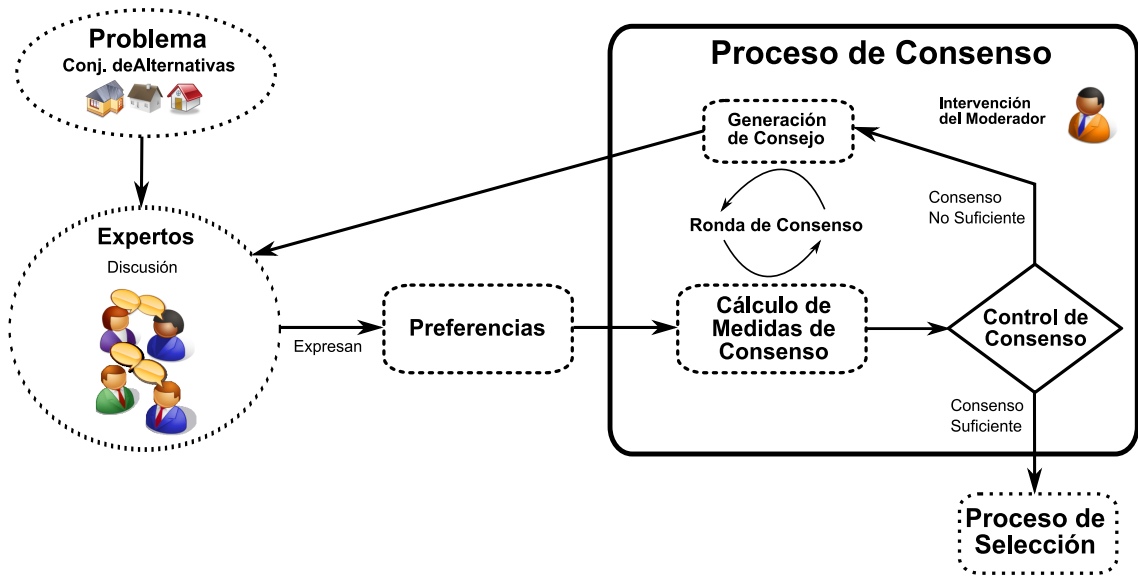 Problema
Conj. deAlternativas
Proceso de Consenso
Intervención
del Moderador
Generación
de Consejo
Consenso
No Suficiente
Ronda de Consenso
Expertos
Discusión
Expresan
Preferencias
Cálculo de
Medidas de
Consenso
Control de
Consenso
Consenso
Suficiente
Proceso de
Selección